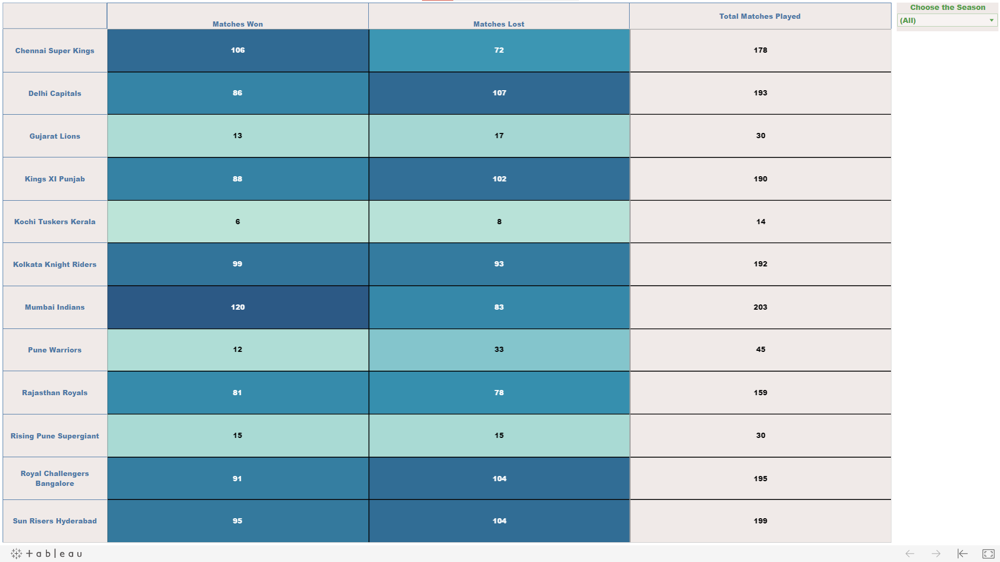 Matches Won Matches Lost Total Matches Played
Choose the Season
(All)
Chennai Super Kings 106 72 178
Delhi Capitals 86 107 193
Gujarat Lions 13 17 30
Kings XI Punjab 88 102 190
Kochi Tuskers Kerala 6 8 14
Kolkata Knight Riders 99 93 192
Mumbai Indians 120 83 203
Pune Warriors 12 33 45
Rajasthan Royals 81 78 159
Rising Pune Supergiant 15 15 30
Royal Challengers
Bangalore 91 104 195
Sun Risers Hyderabad 95 104 199
+ableau